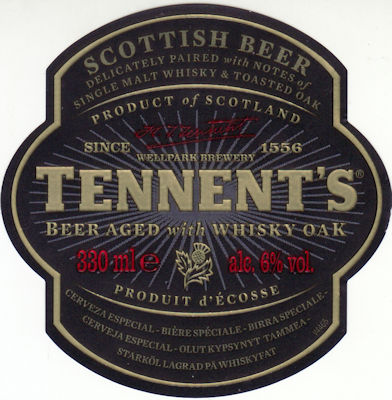 SCOTTISH BEER
DELICATELY PAIRED with NOTES of
SINGLE MALT WHISKY & TOASTED OAK
PRODUCT of SCOTLAND
SINCE 1556
WELLPARK BREWERY
TENNENT'S®
BEER AGED with WHISKY OAK
330 ml e alc. 6% vol.
PRODUIT d'ÉCOSSE
CERVEZA ESPECIAL - BIÈRE SPÉCIALE - BIRRA SPECIALE -
CERVEJA ESPECIAL - OLUT KYPSYNYT TAMMEA -
STARKÖL LAGRAD PÅ WHISKYFAT